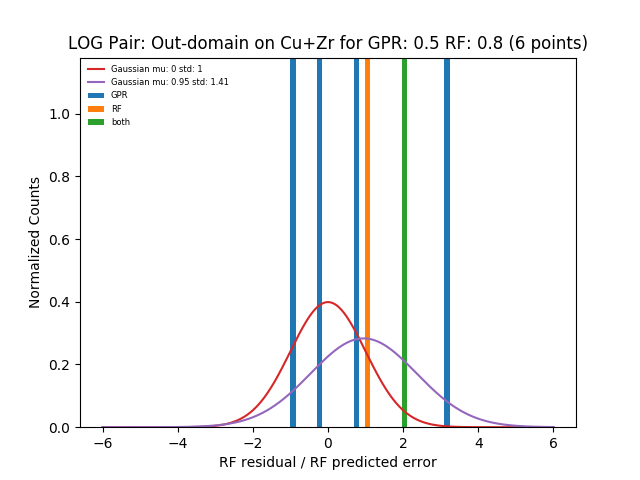 LOG Pair: Out-domain on Cu+Zr for GPR: 0.5 RF: 0.8 (6 points)
Gaussian mu: 0 std: 1
Gaussian mu: 0.95 std: 1.41
GPR
RF
both
Normalized Counts
1.0
0.8
0.6
0.4
0.2
0.0
−6 −4 −2 0 2 4 6
RF residual / RF predicted error